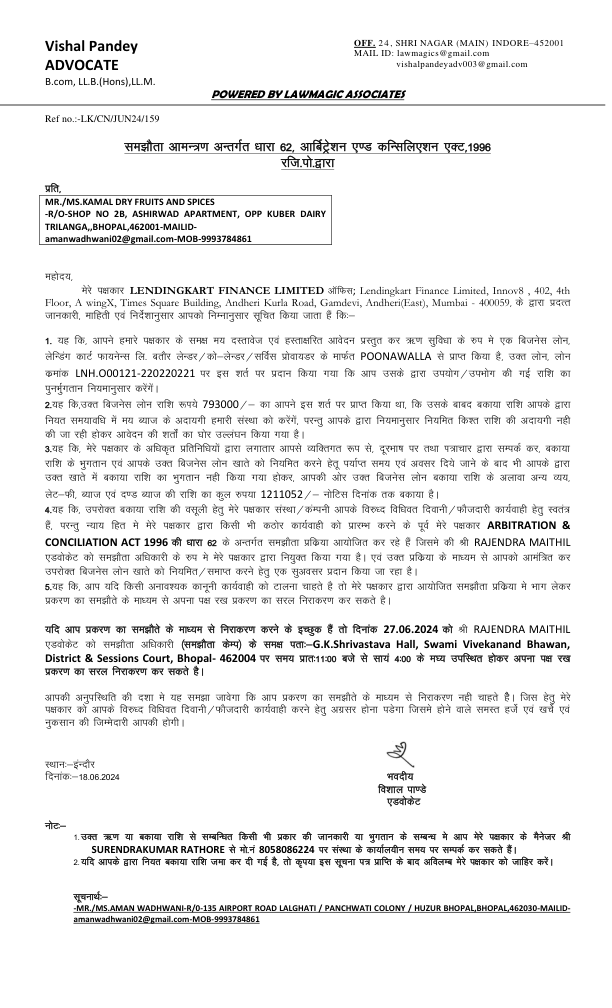 Vishal Pandey
ADVOCATE
B.com, LL.B.(Hons),LL.M.
OFF. 24, SHRI NAGAR (MAIN) INDORE–452001
MAIL ID: lawmagics@gmail.com
vishalpandeyadv003@gmail.com
POWERED BY LAWMAGIC ASSOCIATES
Ref no.:-LK/CN/JUN24/159
समझौता आमन्त्रण अन्तर्गत धारा 62, आर्बिट्रेशन एण्ड कन्सिलिएशन एक्ट,1996
रजि.पो.द्वारा
प्रति,
MR./MS.KAMAL DRY FRUITS AND SPICES
-R/O-SHOP NO 2B, ASHIRWAD APARTMENT, OPP KUBER DAIRY
TRILANGA,,BHOPAL,462001-MAILID-
amanwadhwani02@gmail.com-MOB-9993784861
महोदय,
मेरे पक्षकार LENDINGKART FINANCE LIMITED ऑफिस; Lendingkart Finance Limited, Innov8 , 402, 4th
Floor, A wingX, Times Square Building, Andheri Kurla Road, Gamdevi, Andheri(East), Mumbai - 400059, के द्वारा प्रदत्त
जानकारी, माहिती एवं निर्देशानुसार आपको निम्नानुसार सूचित किया जाता हैं किः–
1. यह कि, आपने हमारे पक्षकार के समक्ष मय दस्तावेज एवं हस्ताक्षरित आवेदन प्रस्तुत कर ऋण सुविधा के रुप मे एक बिजनेस लोन,
लेन्डिंग कार्ट फायनेन्स लि. बतौर लेन्डर/को–लेन्डर/सर्विस प्रोवायडर के मार्फत POONAWALLA से प्राप्त किया है, उक्त लोन, लोन
क्रमांक LNH.O00121-220220221 पर इस शर्त पर प्रदान किया गया कि आप उसके द्वारा उपयोग/उपभोग की गई राशि का
पुनर्मुगतान नियमानुसार करेंगें।
2.यह कि,उक्त बिजनेस लोन राशि रूपये 793000/– का आपने इस शर्त पर प्राप्त किया था, कि उसके बाबद बकाया राशि आपके द्वारा
नियत समयावधि में मय ब्याज के अदायगी हमारी संस्था को करेंगें, परन्तु आपके द्वारा नियमानुसार नियमित किश्त राशि की अदायगी नही
की जा रही होकर आवेदन की शर्तों का घोर उल्लंघन किया गया है।
3.यह कि, मेरे पक्षकार के अधिकृत प्रतिनिधियों द्वारा लगातार आपसे व्यक्तिगत रूप से, दूरभाष पर तथा पत्राचार द्वारा सम्पर्क कर, बकाया
राशि के भुगतान एवं आपके उक्त बिजनेस लोन खाते को नियमित करने हेतू पर्याप्त समय एवं अवसर दिये जाने के बाद भी आपके द्वारा
उक्त खाते में बकाया राशि का भुगतान नही किया गया होकर, आपकी ओर उक्त बिजनेस लोन बकाया राशि के अलावा अन्य व्यय,
लेट–फी, ब्याज एवं दण्ड ब्याज की राशि का कुल रुपया 1211052/– नोटिस दिनांक तक बकाया है।
4.यह कि, उपरोक्त बकाया राशि की वसूली हेतु मेरे पक्षकार संस्था/कंपनी आपके विरुध्द विधिवत दिवानी/फौजदारी कार्यवाही हेतु स्वतंत्र
हैं, परन्तु न्याय हित मे मेरे पक्षकार द्वारा किसी भी कठोर कार्यवाही को प्रारम्भ करने के पूर्व मेरे पक्षकार ARBITRATION &
CONCILIATION ACT 1996 की धारा 62 के अन्तर्गत समझौता प्रक्रिया आयोजित कर रहे हैं जिसमे की श्री RAJENDRA MAITHIL
एडवोकेट को समझौता अधिकारी के रुप मे मेरे पक्षकार द्वारा नियुक्त किया गया है। एवं उक्त प्रक्रिया के माध्यम से आपको आमंत्रित कर
उपरोक्त बिजनेस लोन खाते को नियमित/समाप्त करने हेतु एक सुअवसर प्रदान किया जा रहा है।
5.यह कि, आप यदि किसी अनावश्यक कानूनी कार्यवाही को टालना चाहते है तो मेरे पक्षकार द्वारा आयोजित समझौता प्रक्रिया मे भाग लेकर
प्रकरण का समझौते के माध्यम से अपना पक्ष रख प्रकरण का सरल निराकरण कर सकते है।
यदि आप प्रकरण का समझौते के माध्यम से निराकरण करने के इच्छुक हैं तो दिनांक 27.06.2024 को श्री RAJENDRA MAITHIL
एडवोकेट को समझौता अधिकारी (समझौता केम्प) के समक्ष पताः–G.K.Shrivastava Hall, Swami Vivekanand Bhawan,
District & Sessions Court, Bhopal- 462004 पर समय प्रातः11:00 बजे से सायं 4:00 के मध्य उपस्थित होकर अपना पक्ष रख
प्रकरण का सरल निराकरण कर सकते है।
आपकी अनुपस्थिति की दशा मे यह समझा जावेगा कि आप प्रकरण का समझौते के माध्यम से निराकरण नही चाहते है। जिस हेतु मेरे
पक्षकार को आपके विरुध्द विधिवत दिवानी/फौजदारी कार्यवाही करने हेतु अग्रसर होना पडेगा जिसमे होने वाले समस्त हर्जे एवं खर्चे एवं
नुकसान की जिम्मेदारी आपकी होगी।
स्थानः–इंन्दौर
दिनांकः–18.06.2024
भवदीय
विशाल पाण्डे
एडवोकेट
नोटः–
1.उक्त ऋण या बकाया राशि से सम्बन्धित किसी भी प्रकार की जानकारी या भुगतान के सम्बन्ध मे आप मेरे पक्षकार के मैनेजर श्री
SURENDRAKUMAR RATHORE से मो.नं 8058086224 पर संस्था के कार्यालयीन समय पर सम्पर्क कर सकते हैं।
2.यदि आपके द्वारा नियत बकाया राशि जमा कर दी गई है, तो कृपया इस सूचना पत्र प्राप्ति के बाद अविलम्ब मेरे पक्षकार को जाहिर करें।
सूचनार्थः–
-MR./MS.AMAN WADHWANI-R/0-135 AIRPORT ROAD LALGHATI / PANCHWATI COLONY / HUZUR BHOPAL,BHOPAL,462030-MAILID-
amanwadhwani02@gmail.com-MOB-9993784861